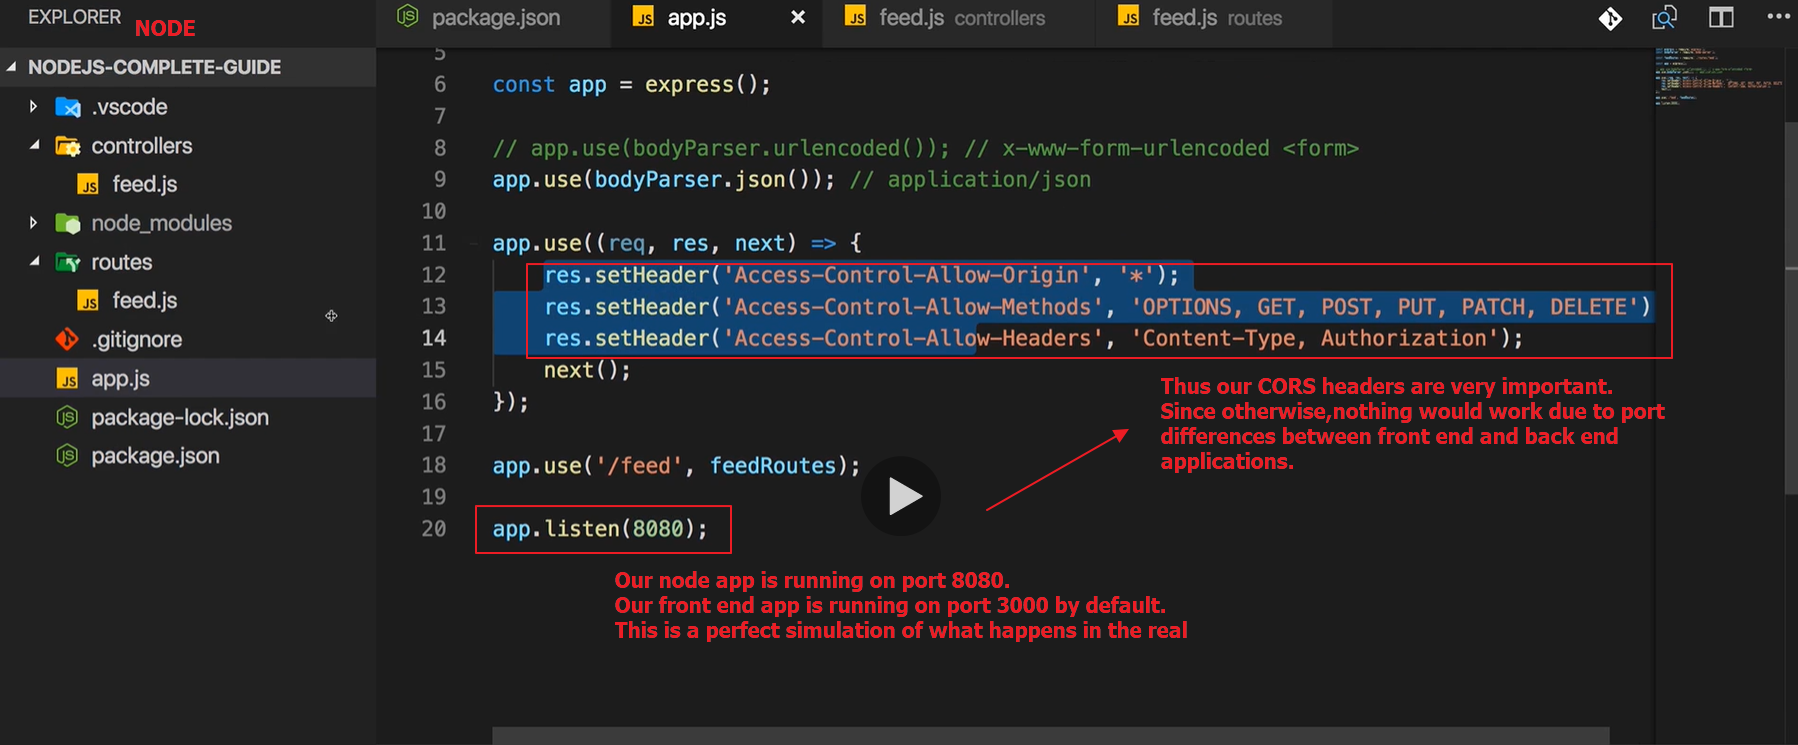 EXPLORER
NODE
NODEJS-COMPLETE-GUIDE
.vscode
controllers
feed.js
node_modules
routes
feed.js
.gitignore
app.js
package-lock.json
package.json
package.json
app.js
feed.js controllers
feed.js routes
5
6 const app = express();
7
8 // app.use(bodyParser.urlencoded()); // x-www-form-urlencoded <form>
9 app.use(bodyParser.json()); // application/json
10
11 app.use((req, res, next) => {
12 res.setHeader('Access-Control-Allow-Origin', '*');
13 res.setHeader('Access-Control-Allow-Methods', 'OPTIONS, GET, POST, PUT, PATCH, DELETE')
14 res.setHeader('Access-Control-Allow-Headers', 'Content-Type, Authorization');
15 next();
16 });
17
18 app.use('/feed', feedRoutes);
19
20 app.listen(8080);
Thus our CORS headers are very important.
Since otherwise,nothing would work due to port
differences between front end and back end
applications.
Our node app is running on port 8080.
Our front end app is running on port 3000 by default.
This is a perfect simulation of what happens in the real